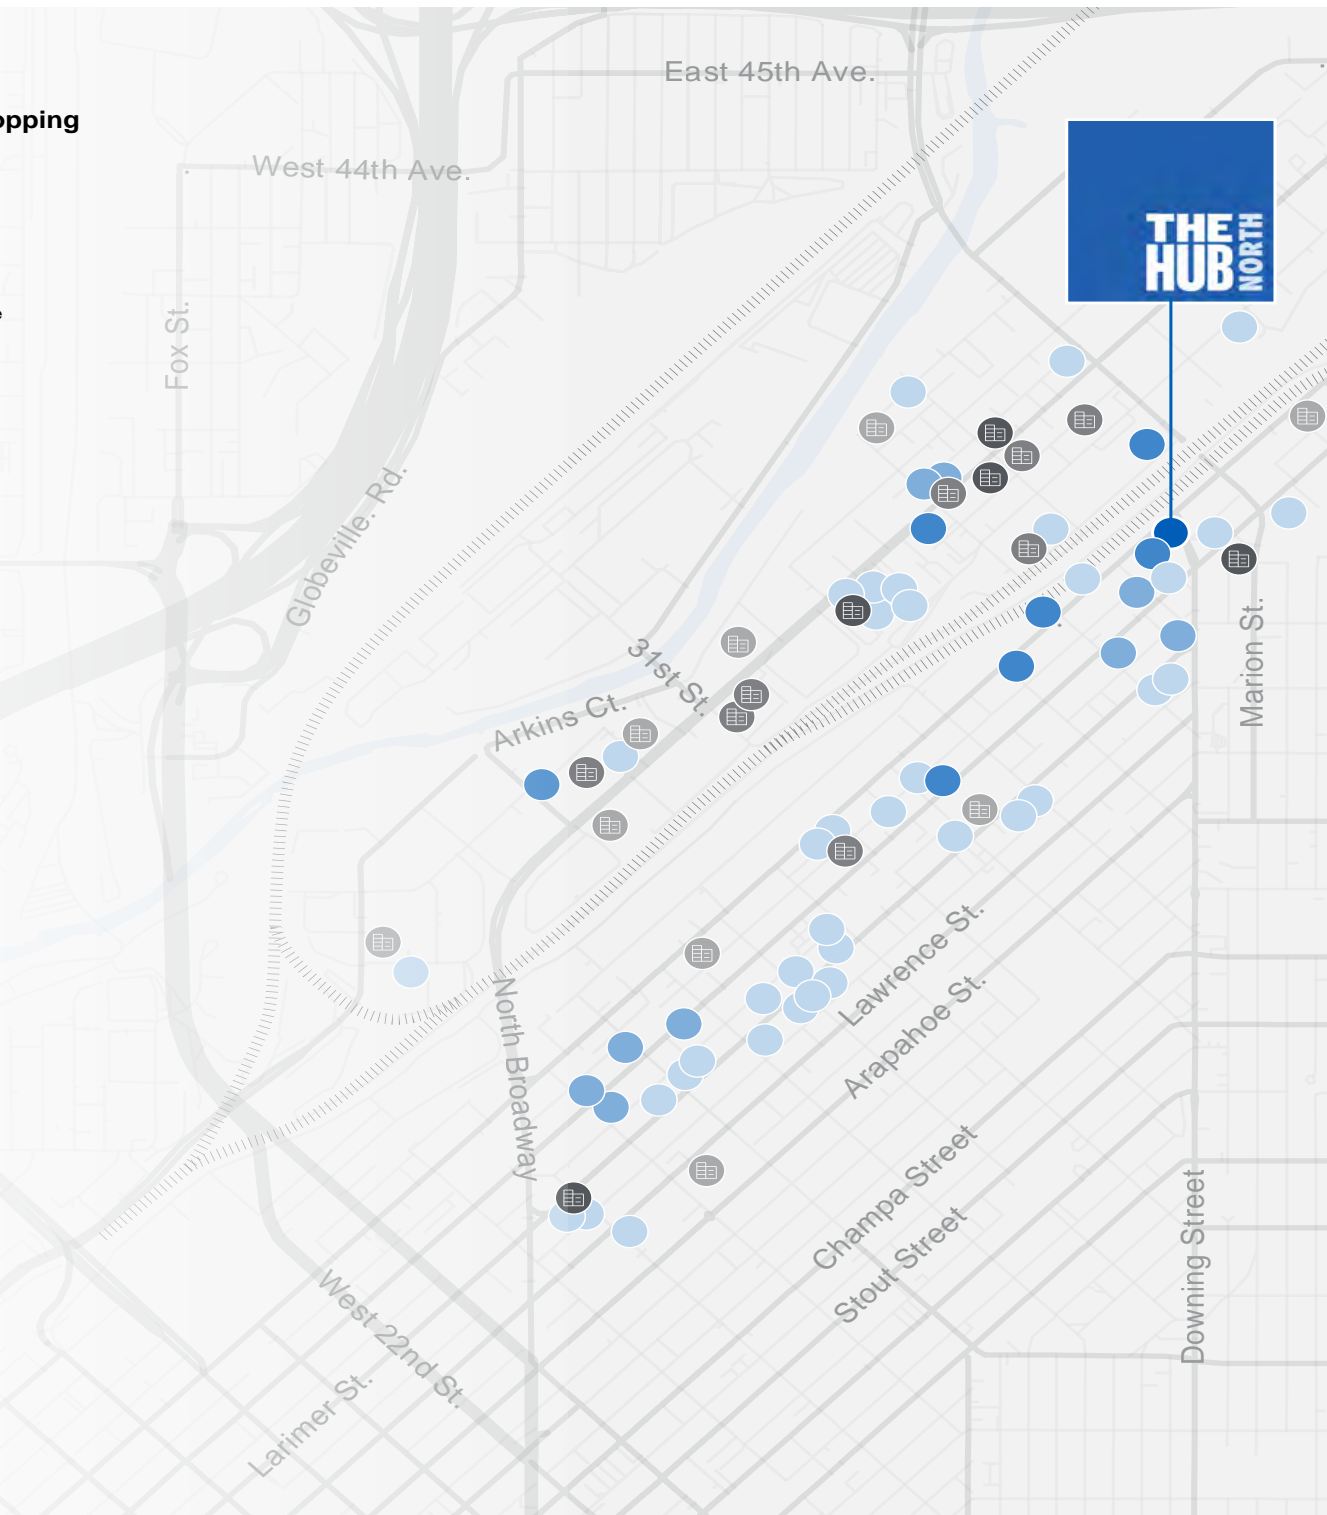 East 45th Ave.
opping
West 44th Ave.
THE
HUB
NORTH
e
Fox St.
Globeville. Rd.
31st St.
Arkins Ct.
Marion St.
Lawrence St.
Arapahoe St.
North Broadway
Champa Street
Stout Street
Downing Street
West 22nd St.
Larimer St.